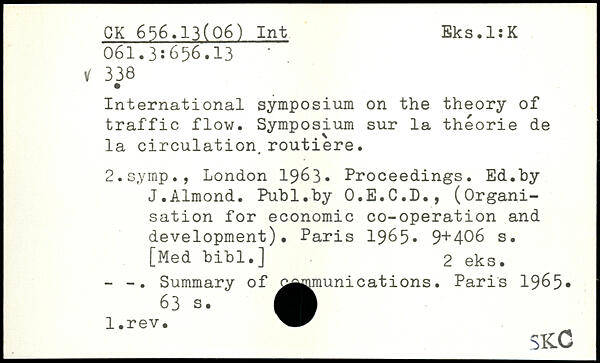 CK 656.13(06) Int Eks.1:K
061.3:656.13
v 338
International symposium on the theory of
traffic flow. Symposium sur la théorie de
la circulation routière.
2.symp., London 1963. Proceedings. Ed.by
J.Almond. Publ.by O.E.C.D., (Organi-
sation for economic co-operation and
development). Paris 1965. 9+406 s.
[Med bibl.] 2 eks.
- -. Summary of communications. Paris 1965.
63 s.
1.rev.
SKC